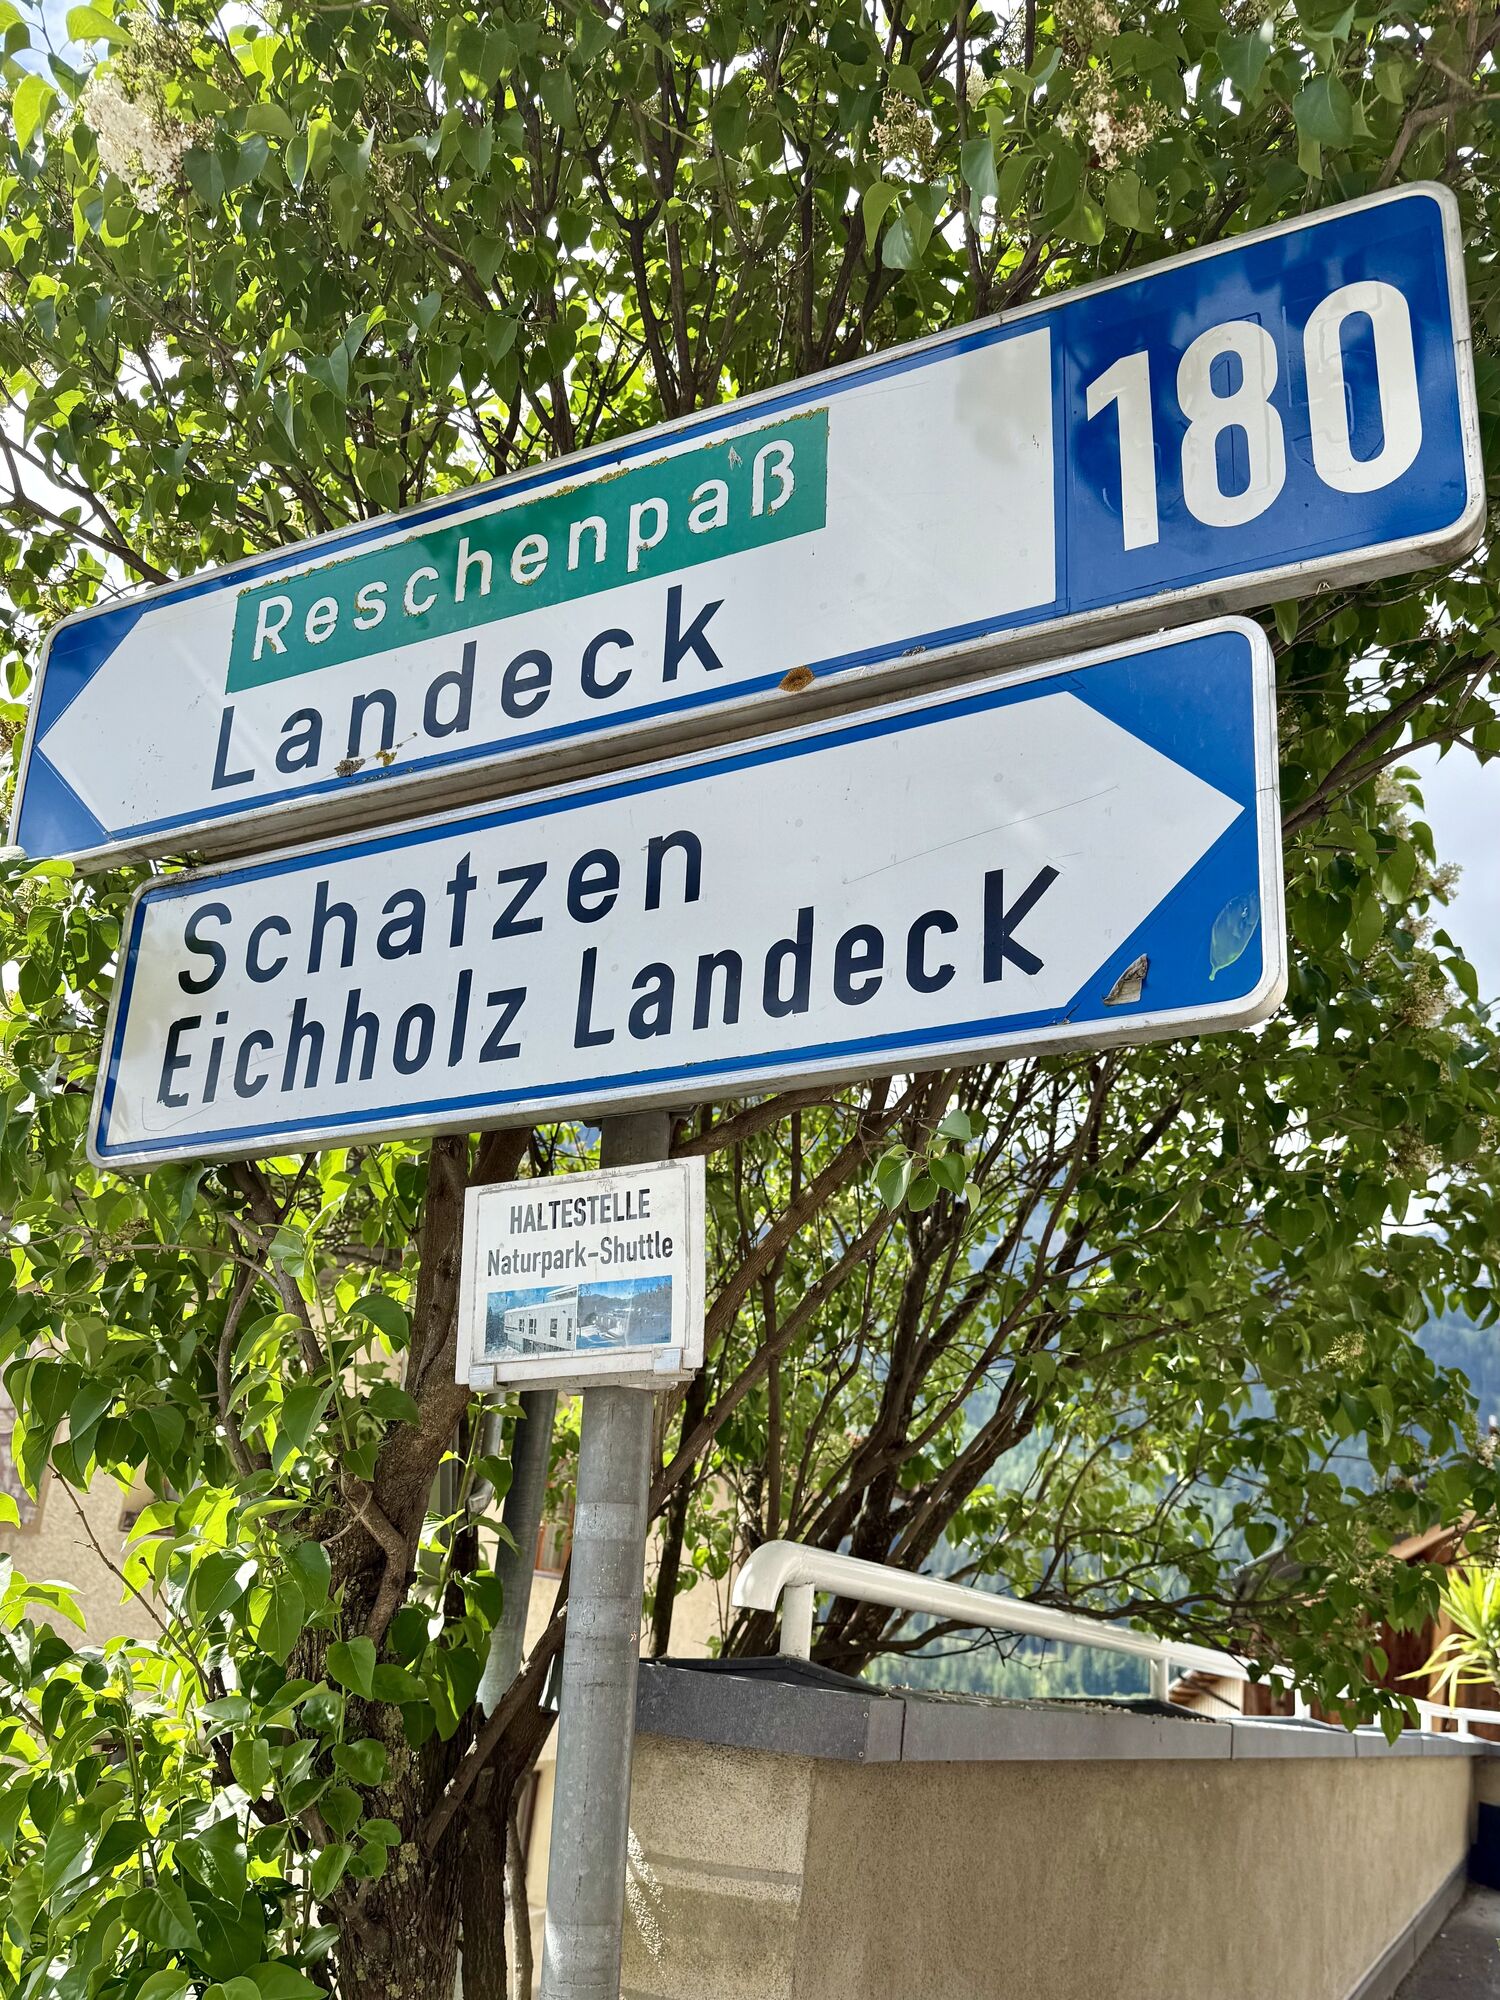 Reschenpaß
180
Landeck
Schatzen
Eichholz Landeck
HALTESTELLE
Naturpark-Shuttle